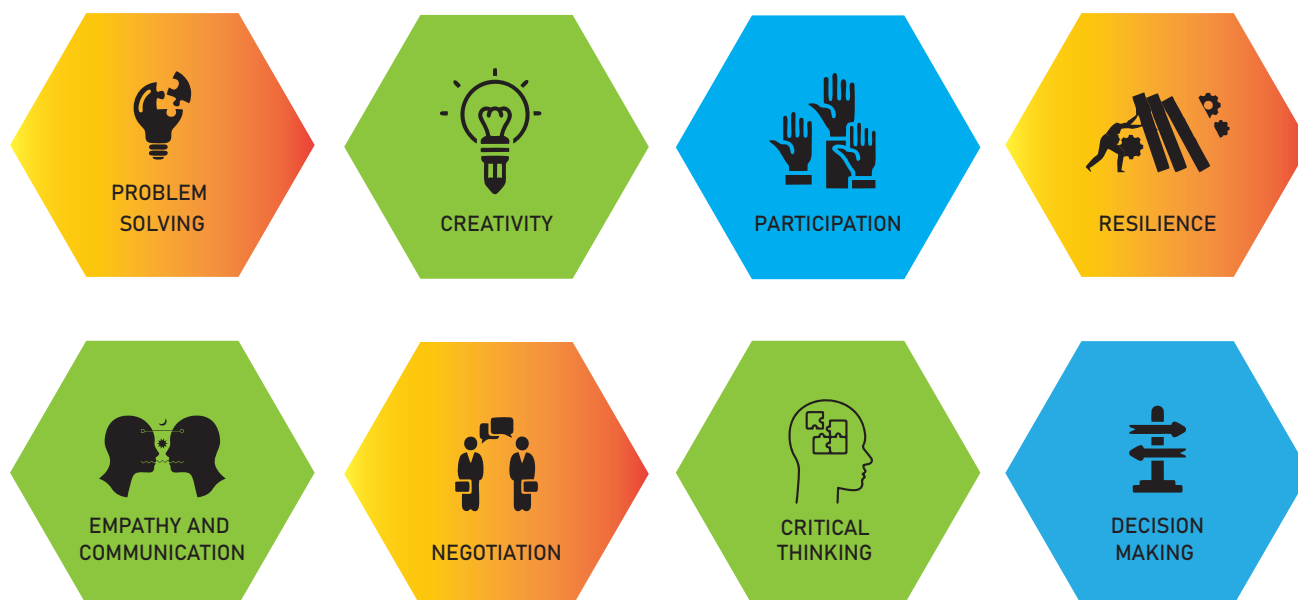 PROBLEM
SOLVING
CREATIVITY
PARTICIPATION
RESILIENCE
EMPATHY AND
COMMUNICATION
NEGOTIATION
CRITICAL
THINKING
DECISION
MAKING